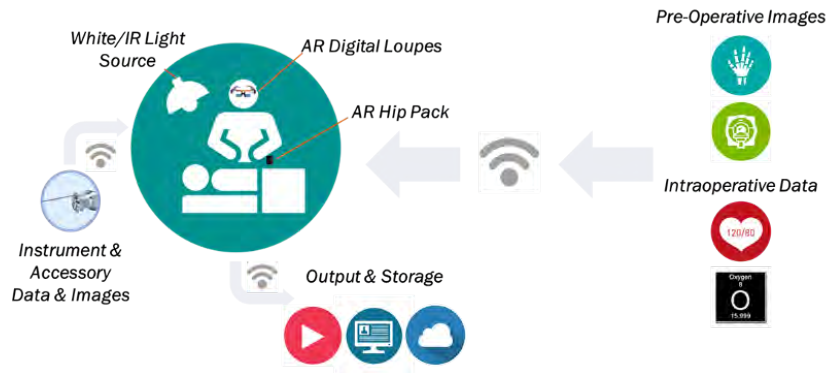 Pre-Operative Images
White/IR Light
Source
AR Digital Loupes
AR Hip Pack
Intraoperative Data
120/80
Instrument &
Accessory
Data & Images
Output & Storage
Oxygen
8
O
15.999